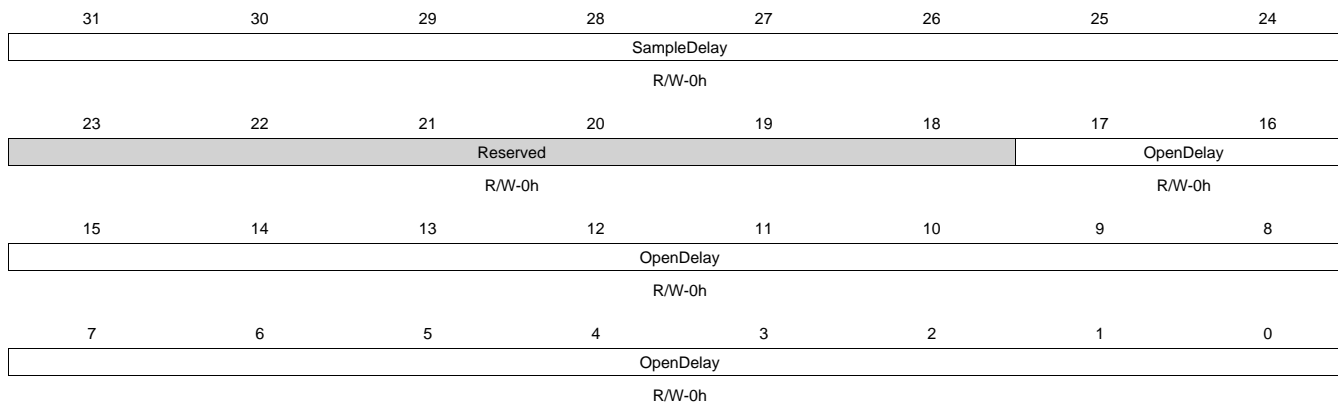 31 30 29 28 27 26 25 24
SampleDelay
R/W-0h
23 22 21 20 19 18 17 16
Reserved OpenDelay
R/W-0h R/W-0h
15 14 13 12 11 10 9 8
OpenDelay
R/W-0h
7 6 5 4 3 2 1 0
OpenDelay
R/W-0h